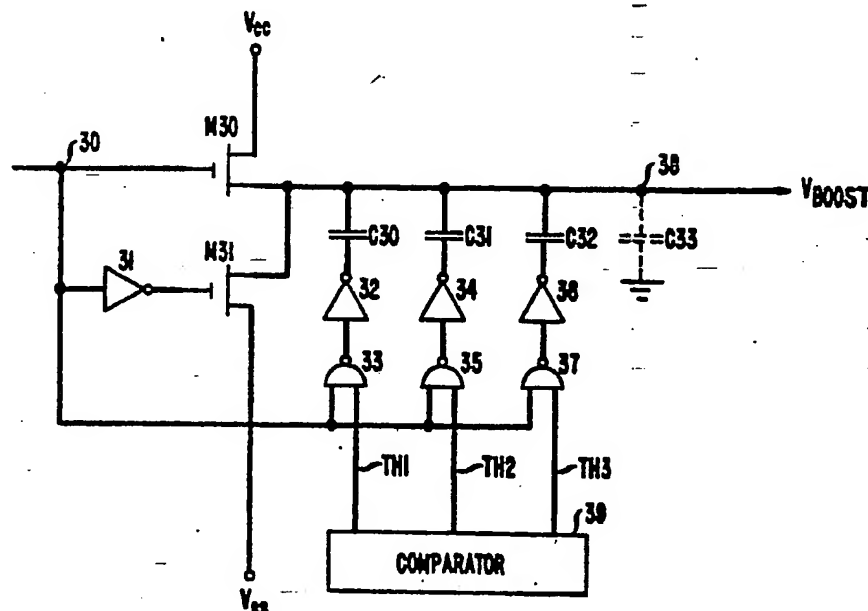 Vcc
30
M30
38
VBOOST
31
M31
C30
C31
C32
C33
32
34
36
33
35
37
TH1
TH2
TH3
39
COMPARATOR
Vss